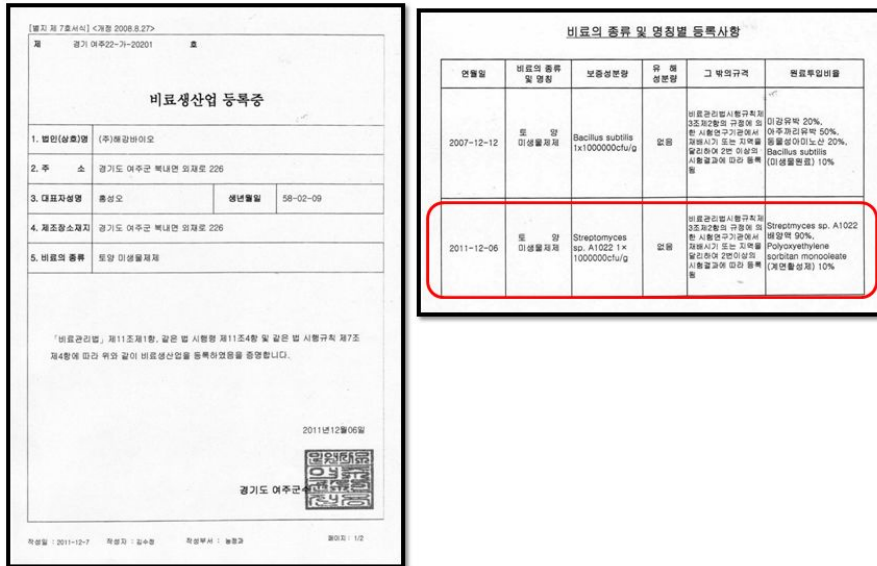 [별지 제 7호서식] <개정 2008.8.27>
제 경기 여주22-가-20201 호
비료생산업 등록증
1. 법인(상호)명 (주)해강바이오
2. 주 소 경기도 여주군 북내면 외재로 226
3. 대표자성명 홍성오 생년월일 58-02-09
4. 제조장소재지 경기도 여주군 북내면 외재로 226
5. 비료의 종류 토양 미생물제제
「비료관리법」제11조제1항, 같은 법 시행령 제11조4항 및 같은 법 시행규칙 제7조
제4항에 따라 위와 같이 비료생산업을 등록하였음을 증명합니다.
2011년12월06일
경기도 여주군수
작성일 : 2011-12-7 작성자 : 김수정 작성부서 : 농정과 페이지 : 1/2
비료의 종류 및 명칭별 등록사항
연월일
비료의 종류
및 명칭
보증성분량
유 해
성분량
그 밖의규격
원료투입비율
2007-12-12
토 양
미생물제제
Bacillus subtilis
1x1000000cfu/g
없음
비료관리법시행규칙제
3조제2항의 규정에 의
한 시험연구기관에서
재배시기 또는 지역을
달리하여 2번 이상의
시험결과에 따라 등록
됨
미강유박 20%,
아주까리유박 50%,
동물성아미노산 20%,
Bacillus subtilis
(미생물원료) 10%
2011-12-06
토 양
미생물제제
Streptomyces
sp. A1022 1×
1000000cfu/g
없음
비료관리법시행규칙제
3조제2항의 규정에 의
한 시험연구기관에서
재배시기 또는 지역을
달리하여 2번이상의
시험결과에 따라 등록
됨
Streptmyces sp. A1022
배양액 90%,
Polyoxyethylene
sorbitan monooleate
(계면활성제) 10%